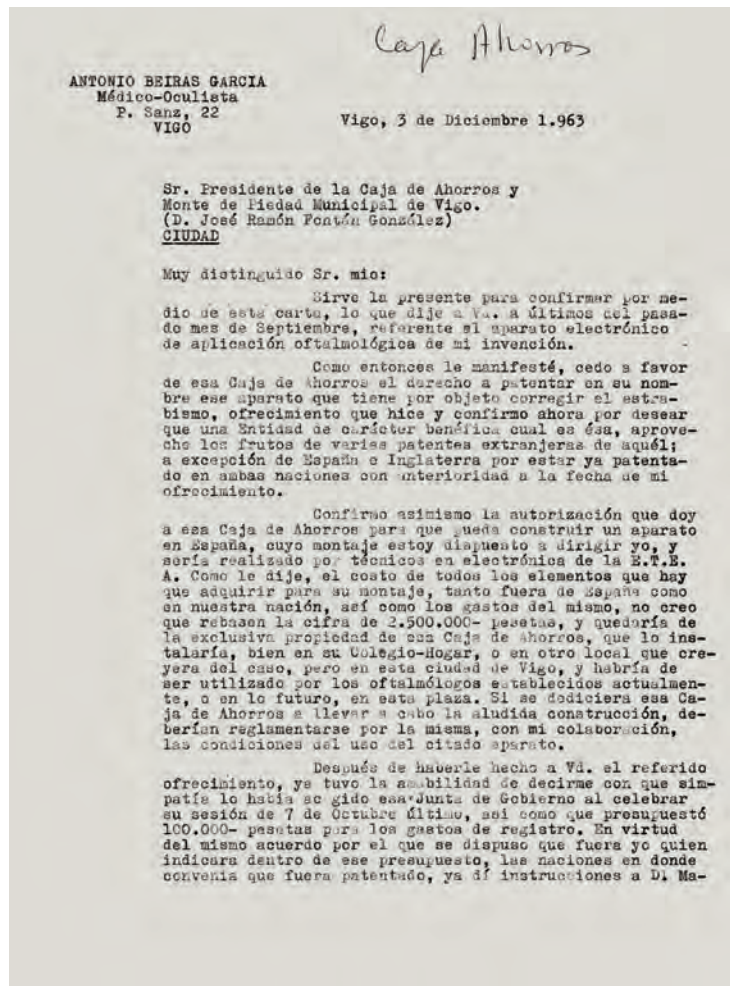 Caja Ahorros
ANTONIO BEIRAS GARCIA
Médico-Oculista
P. Sanz, 22
VIGO
Vigo, 3 de Diciembre 1.963
Sr. Presidente de la Caja de Ahorros y
Monte de Piedad Municipal de Vigo.
(D. José Ramón Fontán González)
CIUDAD
Muy distinguido Sr. mio:
Sirve la presente para confirmar por me-
dio de esta carta, lo que dije a Vd. a últimos del pasa-
do mes de Septiembre, referente al aparato electrónico
de aplicación oftalmológica de mi invención.
Como entonces le manifesté, cedo a favor
de esa Caja de Ahorros el derecho a patentar en su nom-
bre ese aparato que tiene por objeto corregir el estra-
bismo, ofrecimiento que hice y confirmo ahora por desear
que una Entidad de carácter benéfica cual es ésa, aprove-
che los frutos de varias patentes extranjeras de aquél;
a excepción de España e Inglaterra por estar ya patenta-
do en ambas naciones con anterioridad a la fecha de mi
ofrecimiento.
Confirmo asimismo la autorización que doy
a esa Caja de Ahorros para que pueda construir un aparato
en España, cuyo montaje estoy dispuesto a dirigir yo, y
sería realizado por técnicos en electrónica de la E.T.E.
A. Como le dije, el costo de todos los elementos que hay
que adquirir para su montaje, tanto fuera de España como
en nuestra nación, así como los gastos del mismo, no creo
que rebasen la cifra de 2.500.000- pesetas, y quedaría de
la exclusiva propiedad de esa Caja de Ahorros, que lo ins-
talaría, bien en su Colegio-Hogar, o en otro local que cre-
yera del caso, pero en esta ciudad de Vigo, y habría de
ser utilizado por los oftalmólogos establecidos actualmen-
te, o en lo futuro, en esta plaza. Si se dediciera esa Ca-
ja de Ahorros a llevar a cabo la aludida construcción, de-
berían reglamentarse por la misma, con mi colaboración,
las condiciones del uso del citado aparato.
Después de haberle hecho a Vd. el referido
ofrecimiento, ya tuvo la amabilidad de decirme con que sim-
patía lo había acogido esa Junta de Gobierno al celebrar
su sesión de 7 de Octubre último, asi como que presupuestó
100.000- pesetas para los gastos de registro. En virtud
del mismo acuerdo por el que se dispuso que fuera yo quien
indicara dentro de ese presupuesto, las naciones en donde
convenia que fuera patentado, ya dí instrucciones a D. Ma-